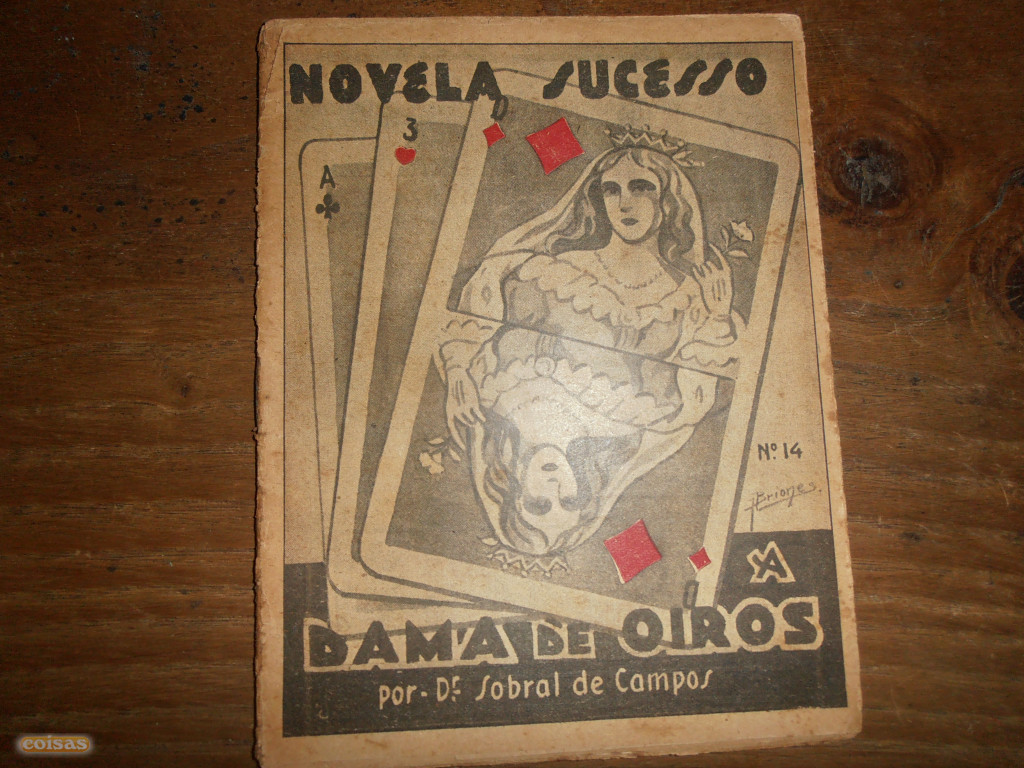 NOVELA SUCESSO
A
3
D
Nº 14
Briones
A
DAMA DE OIROS
por - Dr. Sobral de Campos
D
coisas